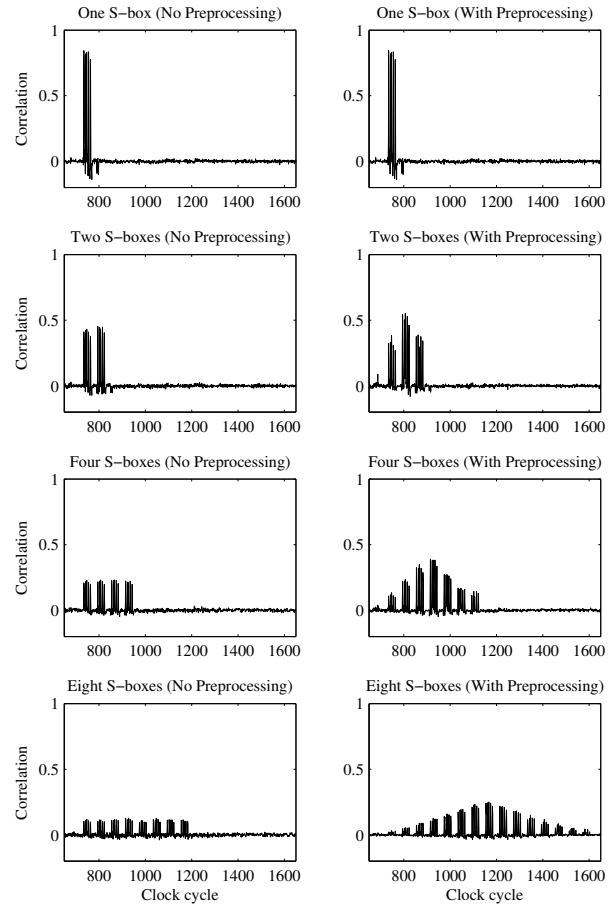 One S−box (No Preprocessing)
One S−box (With Preprocessing)
Correlation
1
0.5
0
800 1000 1200 1400 1600
1
0.5
0
800 1000 1200 1400 1600
Two S−boxes (No Preprocessing)
Two S−boxes (With Preprocessing)
Correlation
1
0.5
0
800 1000 1200 1400 1600
1
0.5
0
800 1000 1200 1400 1600
Four S−boxes (No Preprocessing)
Four S−boxes (With Preprocessing)
Correlation
1
0.5
0
800 1000 1200 1400 1600
1
0.5
0
800 1000 1200 1400 1600
Eight S−boxes (No Preprocessing)
Eight S−boxes (With Preprocessing)
Correlation
1
0.5
0
800 1000 1200 1400 1600
Clock cycle
1
0.5
0
800 1000 1200 1400 1600
Clock cycle